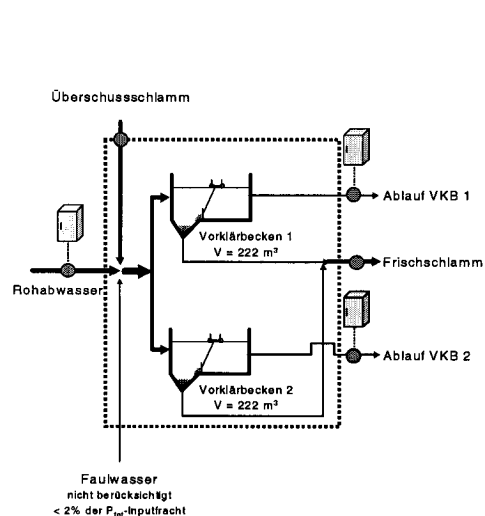 Überschussschlamm
Ablauf VKB 1
Vorklärbecken 1
V = 222 m³
Frischschlamm
Rohabwasser
Ablauf VKB 2
Vorklärbecken 2
V = 222 m³
Faulwasser
nicht berücksichtigt
< 2% der Ptot-Inputfracht